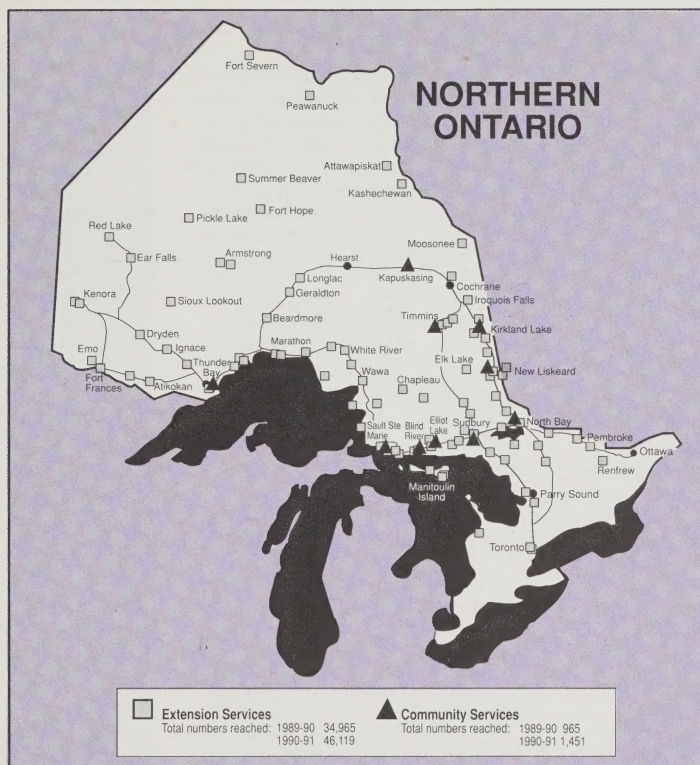 NORTHERN
ONTARIO
Fort Severn
Peawanuck
Attawapiskat
Kashechewan
Summer Beaver
Fort Hope
Pickle Lake
Red Lake
Ear Falls
Armstrong
Moosonee
Hearst
Kapuskasing
Cochrane
Longlac
Geraldton
Iroquois Falls
Kenora
Sioux Lookout
Beardmore
Timmins
Kirkland Lake
Dryden
Ignace
Marathon
White River
Elk Lake
New Liskeard
Emo
Thunder
Bay
Wawa
Chapleau
Fort
Frances
Atikokan
Sault Ste
Marie
Blind
River
Elliot
Lake
Sudbury
North Bay
Pembroke
Ottawa
Renfrew
Manitoulin
Island
Parry Sound
Toronto
Extension Services
Total numbers reached: 1989-90 34,965
1990-91 46,119
Community Services
Total numbers reached: 1989-90 965
1990-91 1,451